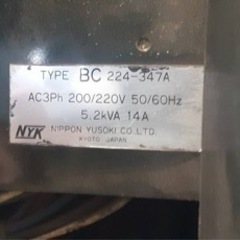 TYPE BC 224-347A
AC3Ph 200/220V 50/60Hz
5.2kVA 14A
NYK NIPPON YUSOKI CO.LTD.
KYOTO JAPAN